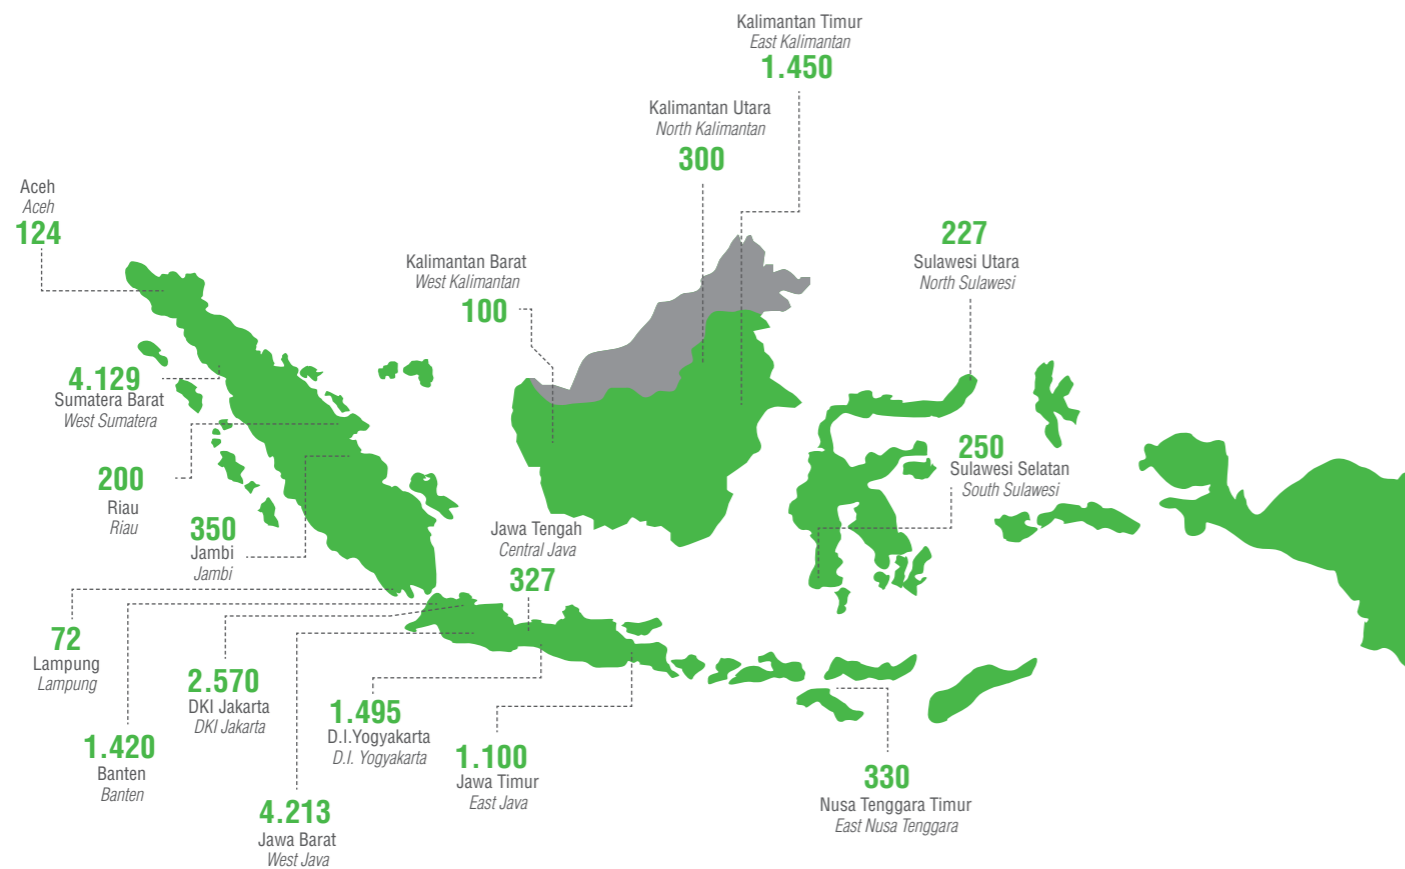 Kalimantan Timur
East Kalimantan
1.450
Kalimantan Utara
North Kalimantan
300
Aceh
Aceh
124
Kalimantan Barat
West Kalimantan
100
227
Sulawesi Utara
North Sulawesi
4.129
Sumatera Barat
West Sumatera
250
Sulawesi Selatan
South Sulawesi
200
Riau
Riau
350
Jambi
Jambi
Jawa Tengah
Central Java
327
72
Lampung
Lampung
2.570
DKI Jakarta
DKI Jakarta
1.495
D.I.Yogyakarta
D.I. Yogyakarta
1.420
Banten
Banten
1.100
Jawa Timur
East Java
4.213
Jawa Barat
West Java
330
Nusa Tenggara Timur
East Nusa Tenggara